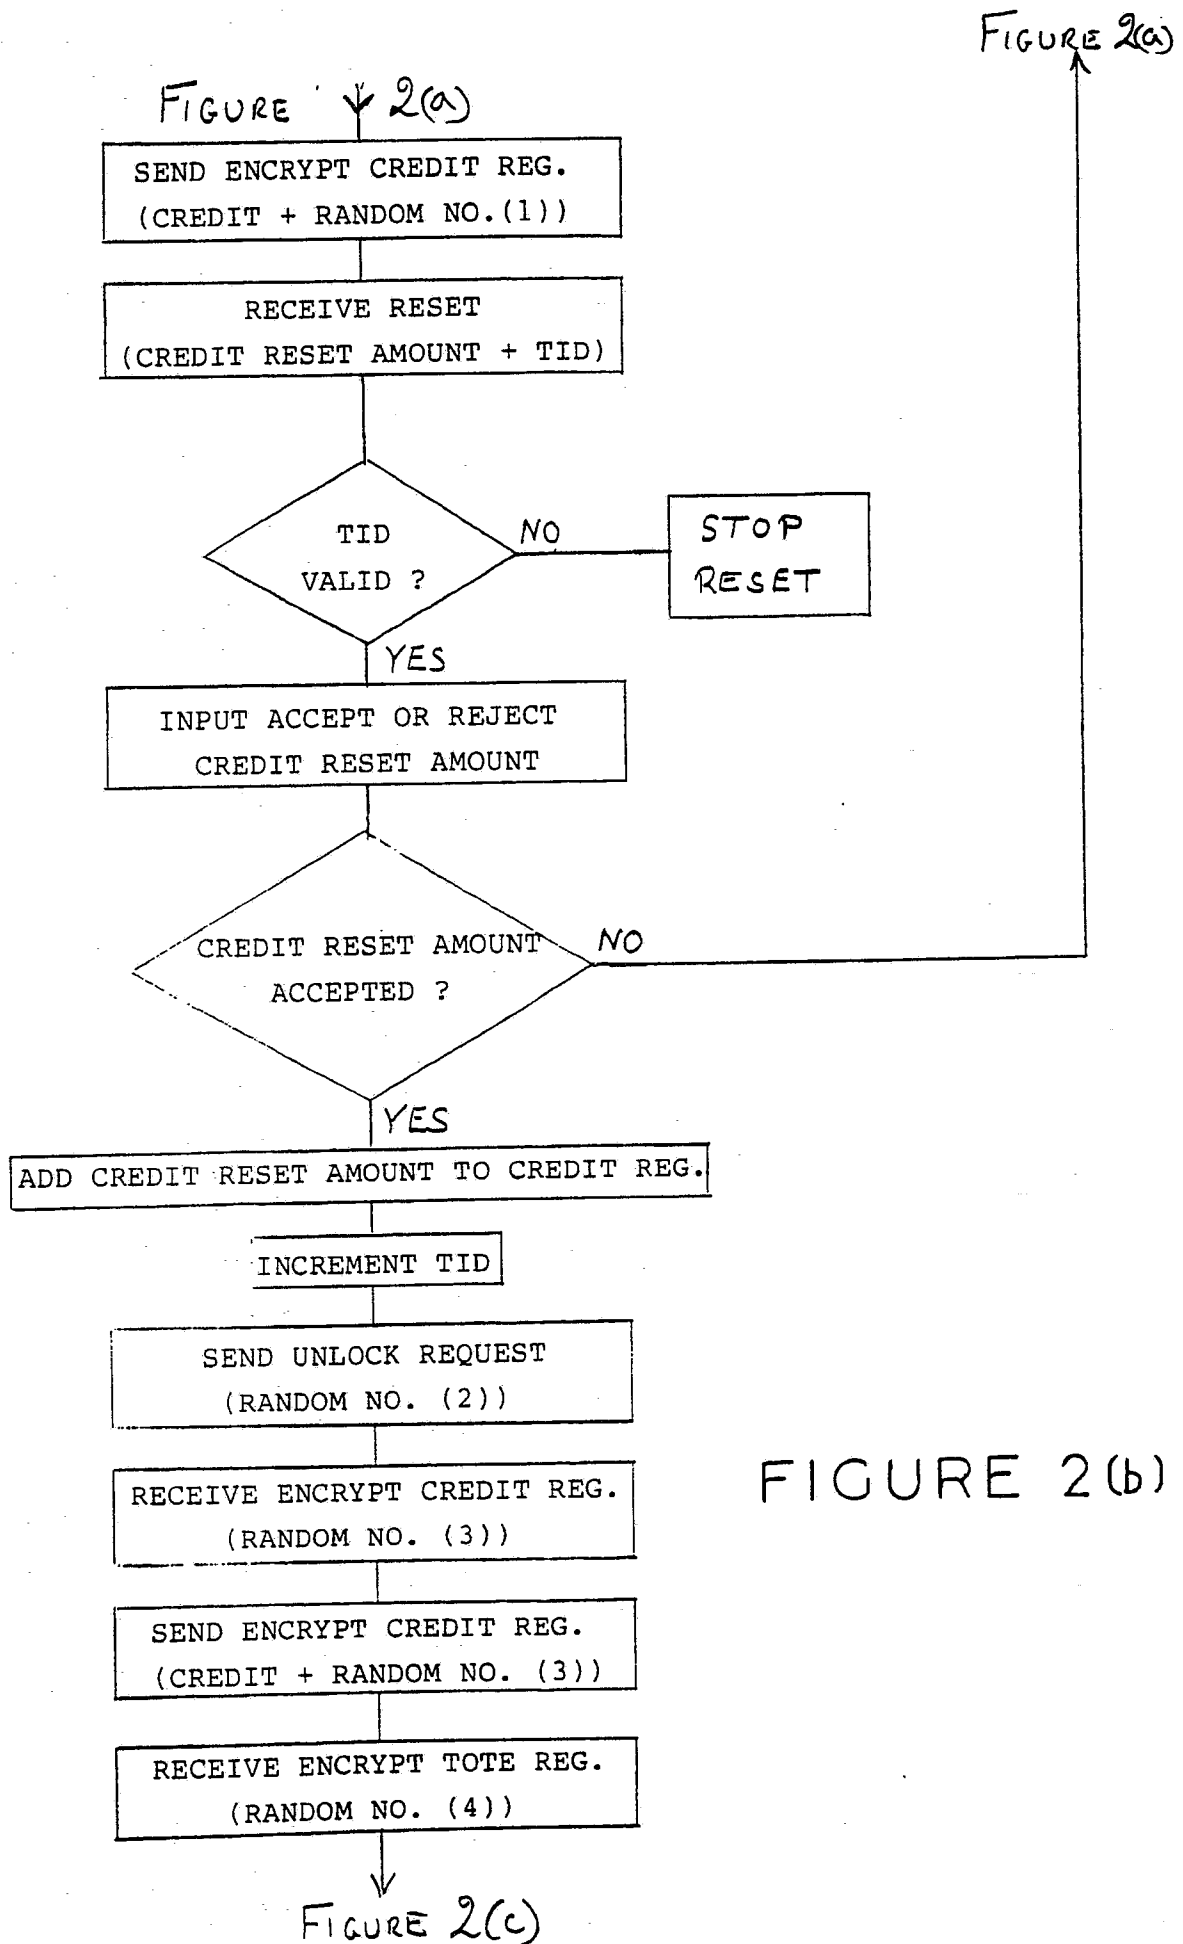 FIGURE 2(a)
FIGURE 2(a)
SEND ENCRYPT CREDIT REG.
(CREDIT + RANDOM NO.(1))
RECEIVE RESET
(CREDIT RESET AMOUNT + TID)
TID
VALID ?
NO
STOP
RESET
YES
INPUT ACCEPT OR REJECT
CREDIT RESET AMOUNT
CREDIT RESET AMOUNT
ACCEPTED ?
NO
YES
ADD CREDIT RESET AMOUNT TO CREDIT REG.
INCREMENT TID
SEND UNLOCK REQUEST
(RANDOM NO. (2))
RECEIVE ENCRYPT CREDIT REG.
(RANDOM NO. (3))
FIGURE 2(b)
SEND ENCRYPT CREDIT REG.
(CREDIT + RANDOM NO. (3))
RECEIVE ENCRYPT TOTE REG.
(RANDOM NO. (4))
FIGURE 2(c)